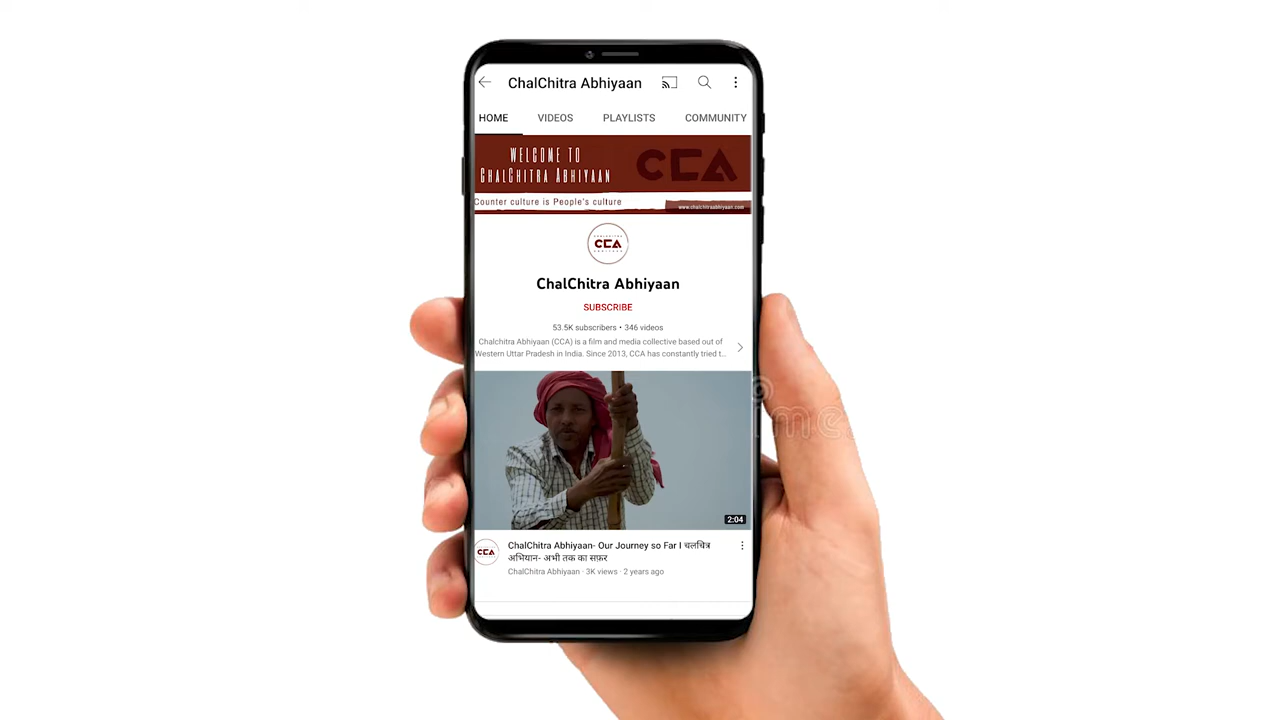 ChalChitra Abhiyaan
HOME VIDEOS PLAYLISTS COMMUNITY
WELCOME TO
CHALCHITRA ABHIYAAN
CCA
Counter culture is People's culture
www.chalchitraabhiyaan.com
CHALCHITRA
CCA
ABHIYAAN
ChalChitra Abhiyaan
SUBSCRIBE
53.5K subscribers • 346 videos
Chalchitra Abhiyaan (CCA) is a film and media collective based out of
Western Uttar Pradesh in India. Since 2013, CCA has constantly tried t...
2:04
CCA
ChalChitra Abhiyaan- Our Journey so Far I चलचित्र
अभियान- अभी तक का सफ़र
ChalChitra Abhiyaan · 3K views · 2 years ago